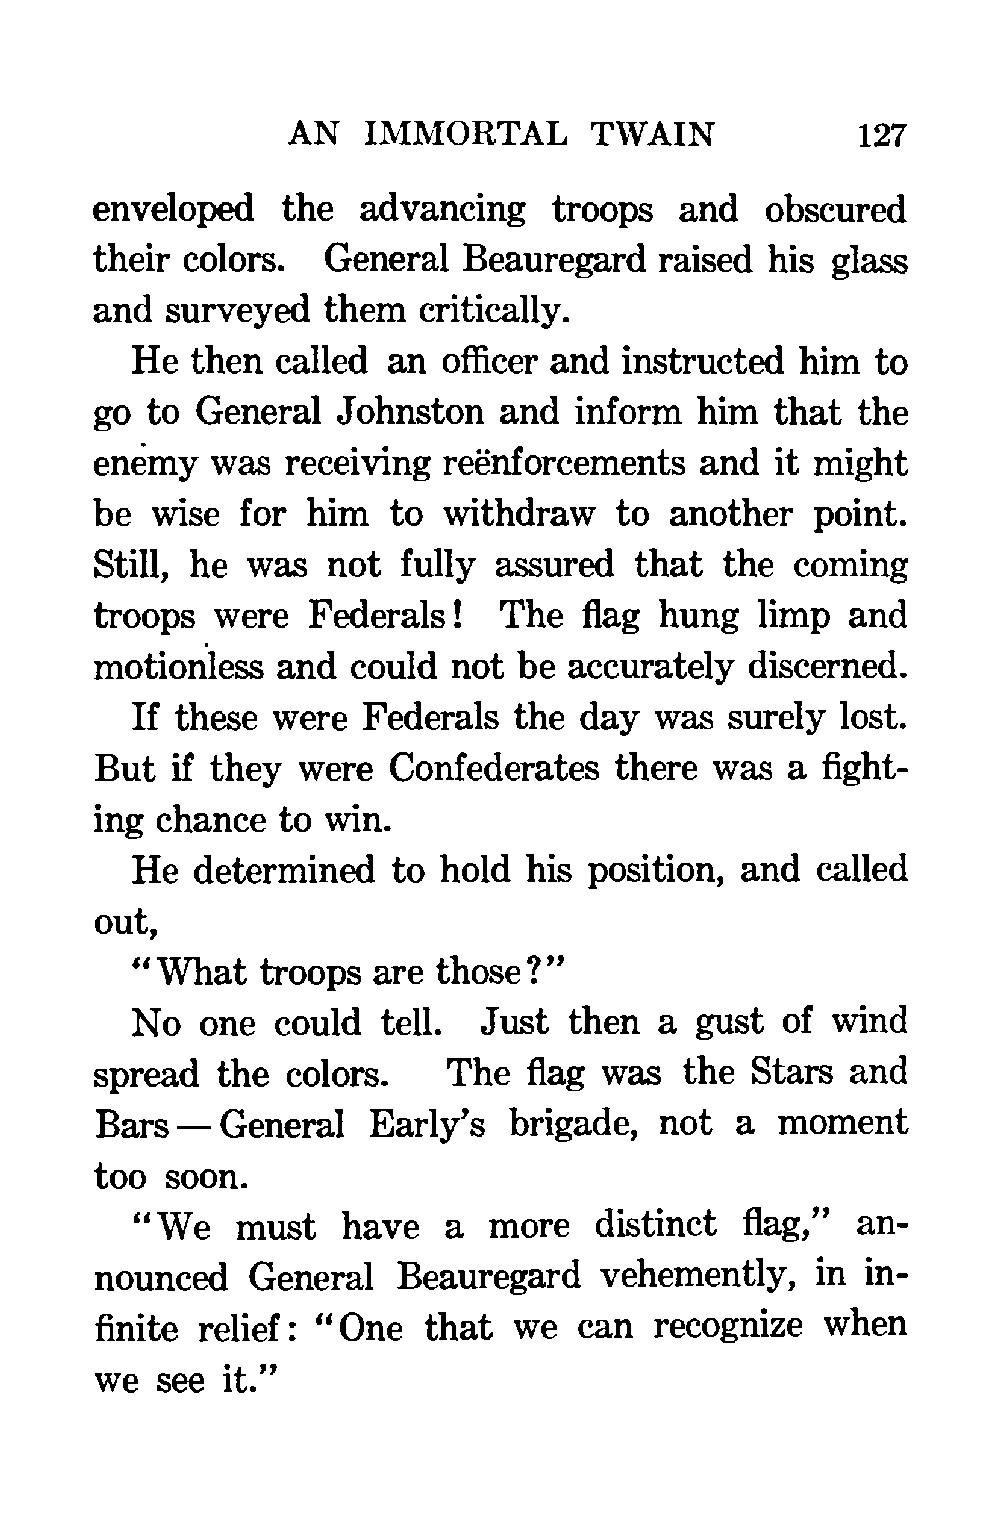 AN IMMORTAL TWAIN 127
enveloped the advancing troops and obscured
their colors. General Beauregard raised his glass
and surveyed them critically.
He then called an officer and instructed him to
go to General Johnston and inform him that the
enemy was receiving reënforcements and it might
be wise for him to withdraw to another point.
Still, he was not fully assured that the coming
troops were Federals! The flag hung limp and
motionless and could not be accurately discerned.
If these were Federals the day was surely lost.
But if they were Confederates there was a fight-
ing chance to win.
He determined to hold his position, and called
out,
“What troops are those?”
No one could tell. Just then a gust of wind
spread the colors. The flag was the Stars and
Bars — General Early’s brigade, not a moment
too soon.
“We must have a more distinct flag,” an-
nounced General Beauregard vehemently, in in-
finite relief: “One that we can recognize when
we see it.”